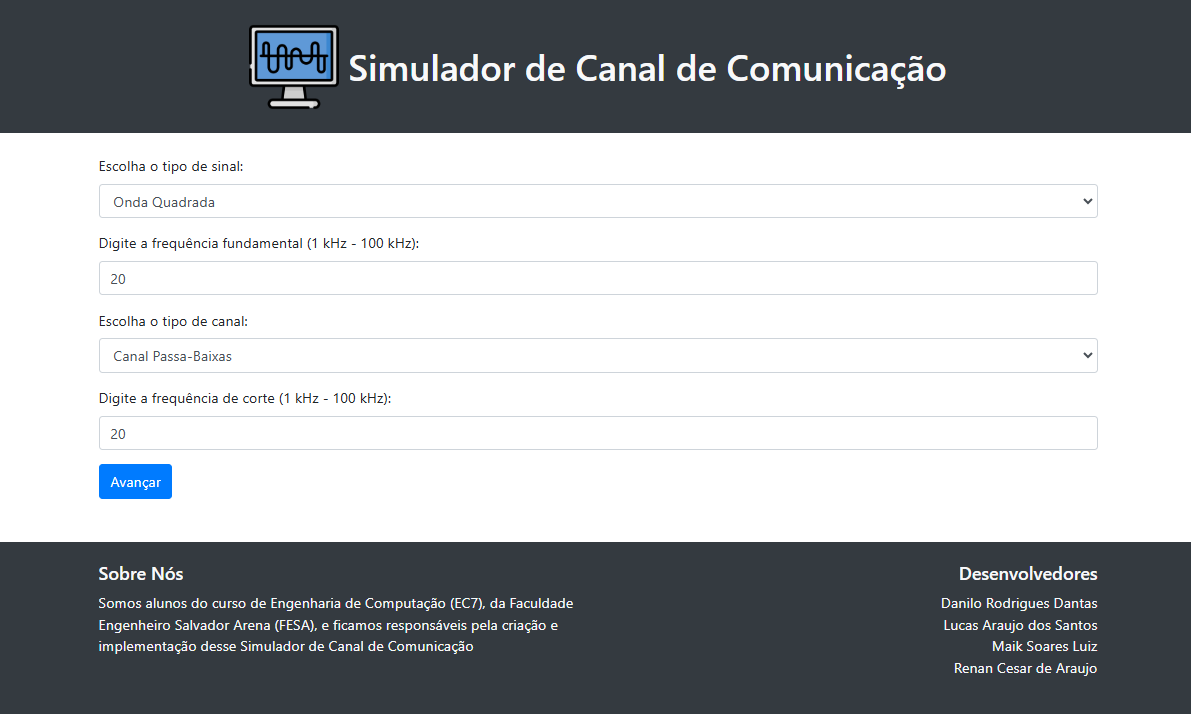 Simulador de Canal de Comunicação
Escolha o tipo de sinal:
Onda Quadrada
Digite a frequência fundamental (1 kHz - 100 kHz):
20
Escolha o tipo de canal:
Canal Passa-Baixas
Digite a frequência de corte (1 kHz - 100 kHz):
20
Avançar
Sobre Nós
Somos alunos do curso de Engenharia de Computação (EC7), da Faculdade
Engenheiro Salvador Arena (FESA), e ficamos responsáveis pela criação e
implementação desse Simulador de Canal de Comunicação
Desenvolvedores
Danilo Rodrigues Dantas
Lucas Araujo dos Santos
Maik Soares Luiz
Renan Cesar de Araujo